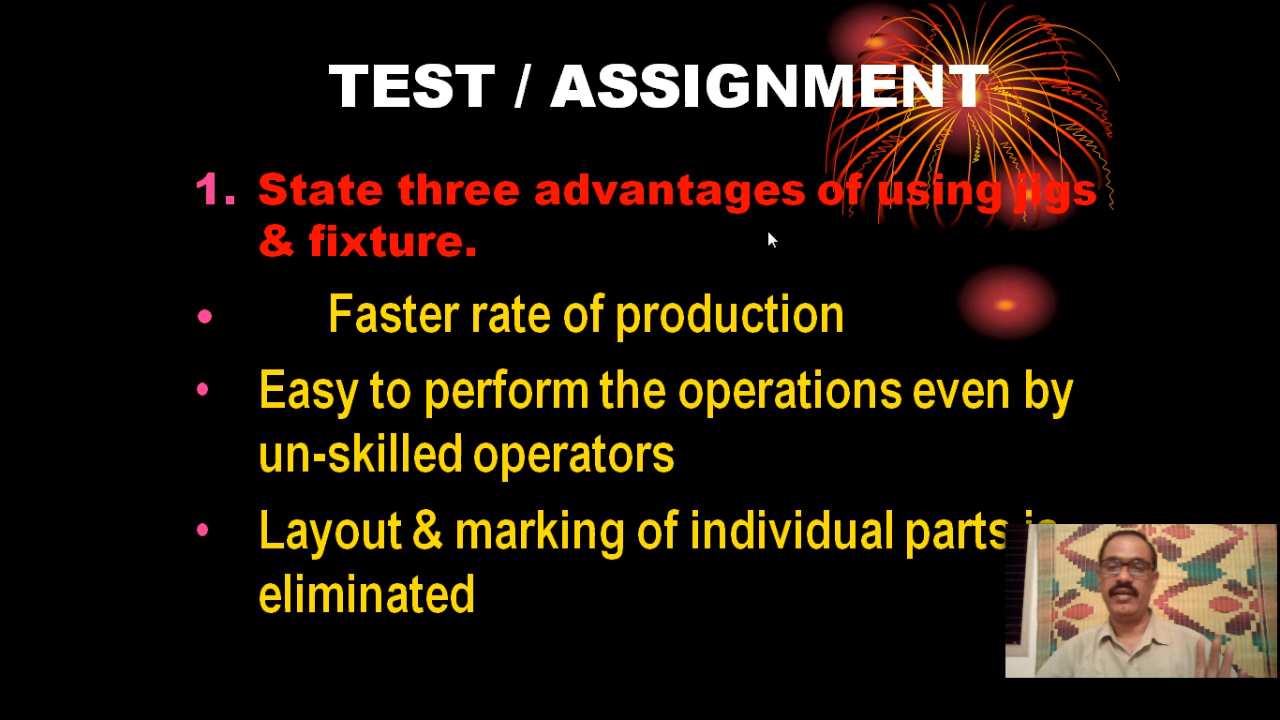 TEST / ASSIGNMENT
1. State three advantages of using jigs
& fixture.
• Faster rate of production
• Easy to perform the operations even by
un-skilled operators
• Layout & marking of individual parts is
eliminated